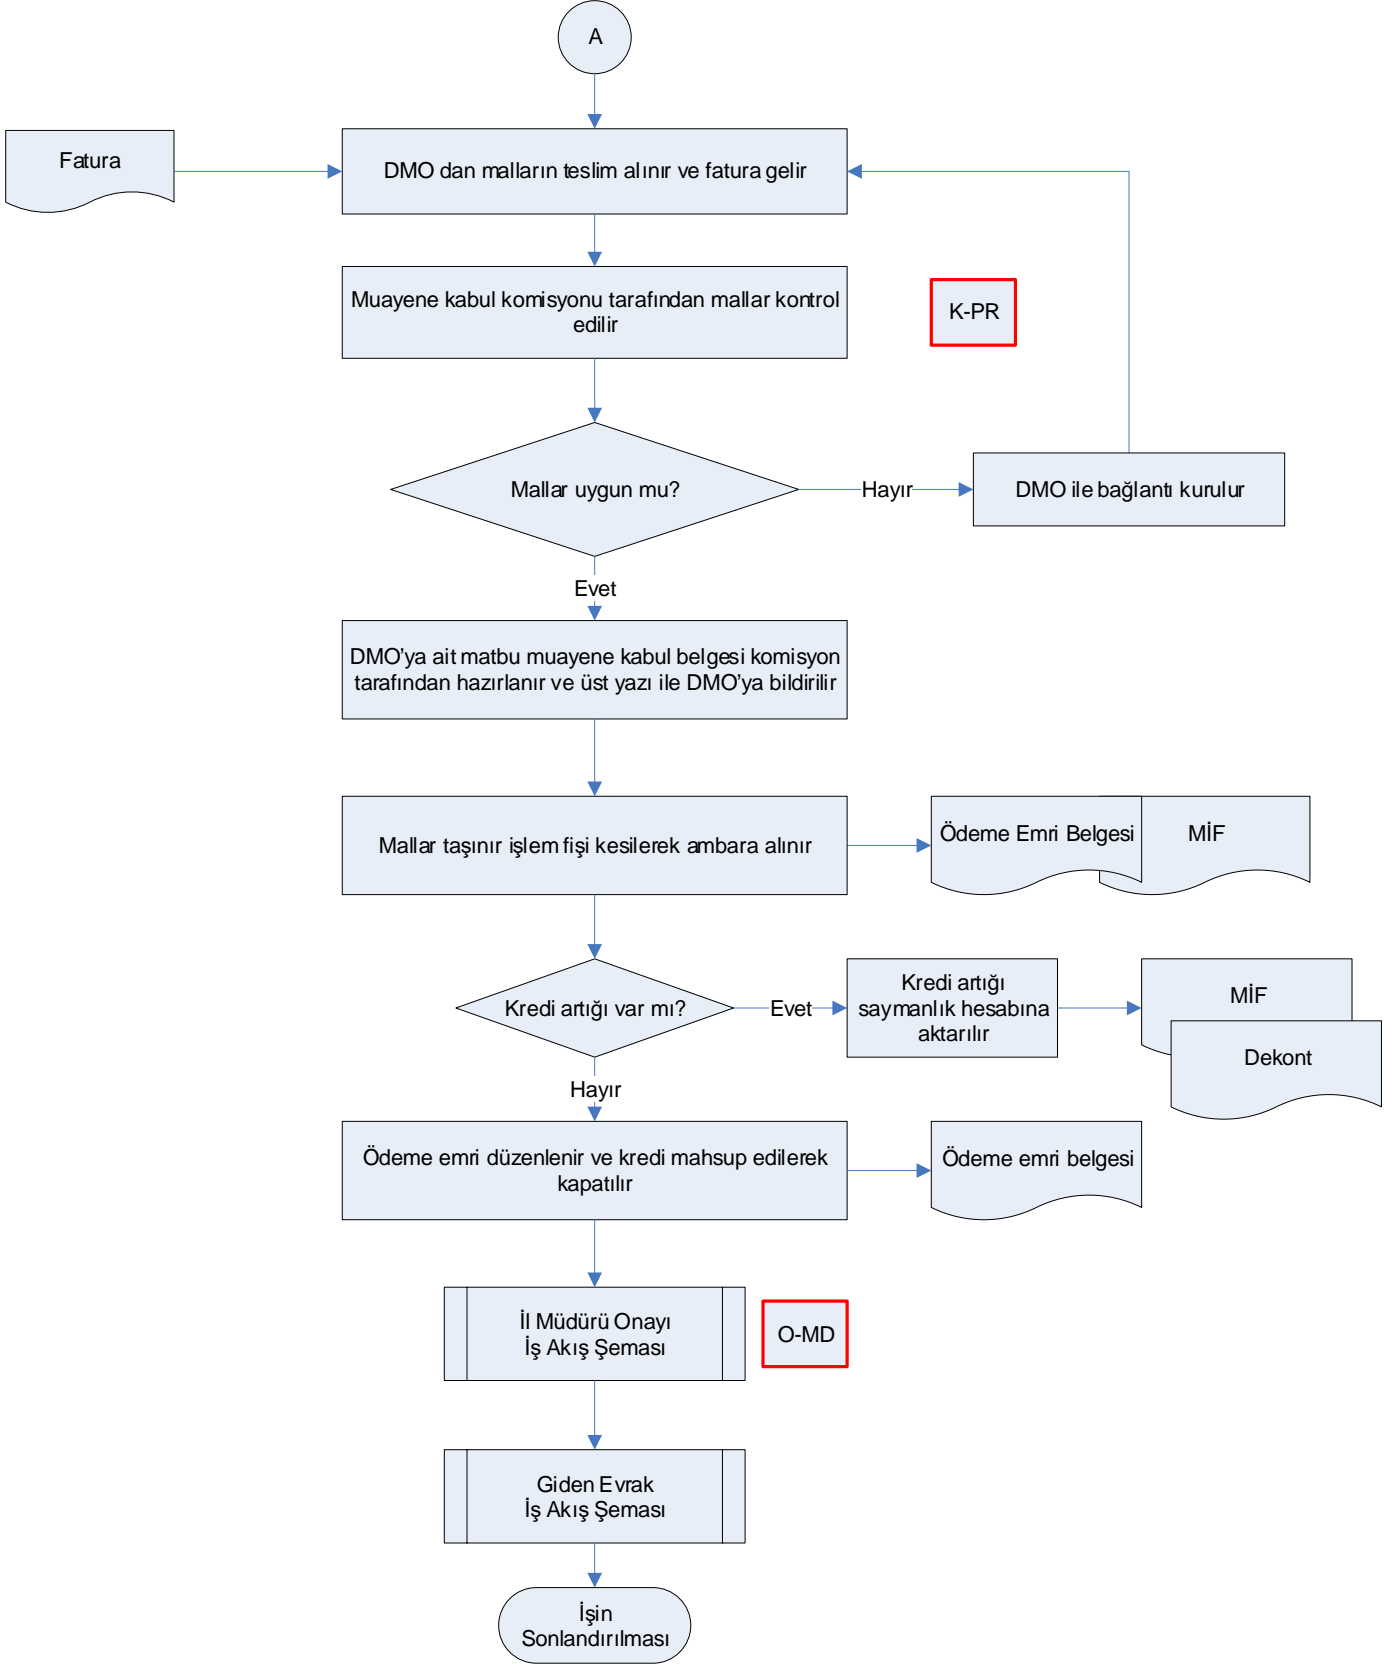 A
Fatura
DMO dan malların teslim alınır ve fatura gelir
Muayene kabul komisyonu tarafından mallar kontrol
edilir
K-PR
Mallar uygun mu?
Hayır
DMO ile bağlantı kurulur
Evet
DMO’ya ait matbu muayene kabul belgesi komisyon
tarafından hazırlanır ve üst yazı ile DMO’ya bildirilir
Mallar taşınır işlem fişi kesilerek ambara alınır
Ödeme Emri Belgesi
MİF
Kredi artığı var mı?
Evet
Kredi artığı
saymanlık hesabına
aktarılır
MİF
Dekont
Hayır
Ödeme emri düzenlenir ve kredi mahsup edilerek
kapatılır
Ödeme emri belgesi
İl Müdürü Onayı
İş Akış Şeması
O-MD
Giden Evrak
İş Akış Şeması
İşin
Sonlandırılması